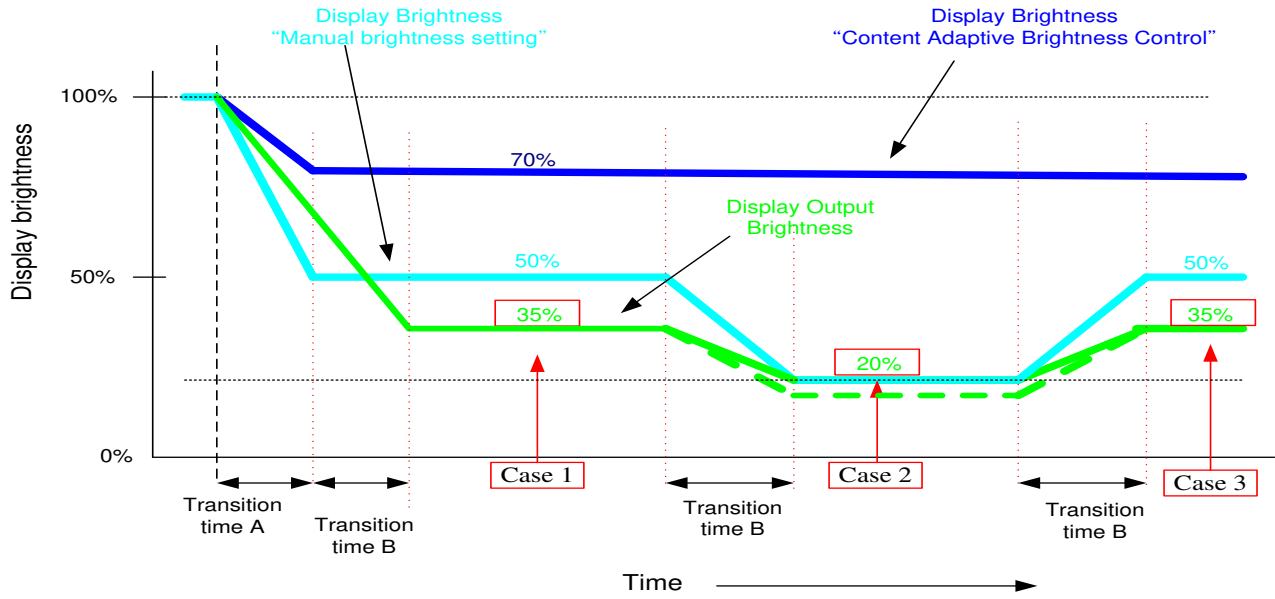 Display Brightness
“Manual brightness setting”
Display Brightness
“Content Adaptive Brightness Control”
Display brightness
100%
50%
0%
70%
Display Output
Brightness
50%
50%
35%
35%
20%
Case 1
Case 2
Case 3
Transition
time A
Transition
time B
Transition
time B
Transition
time B
Time